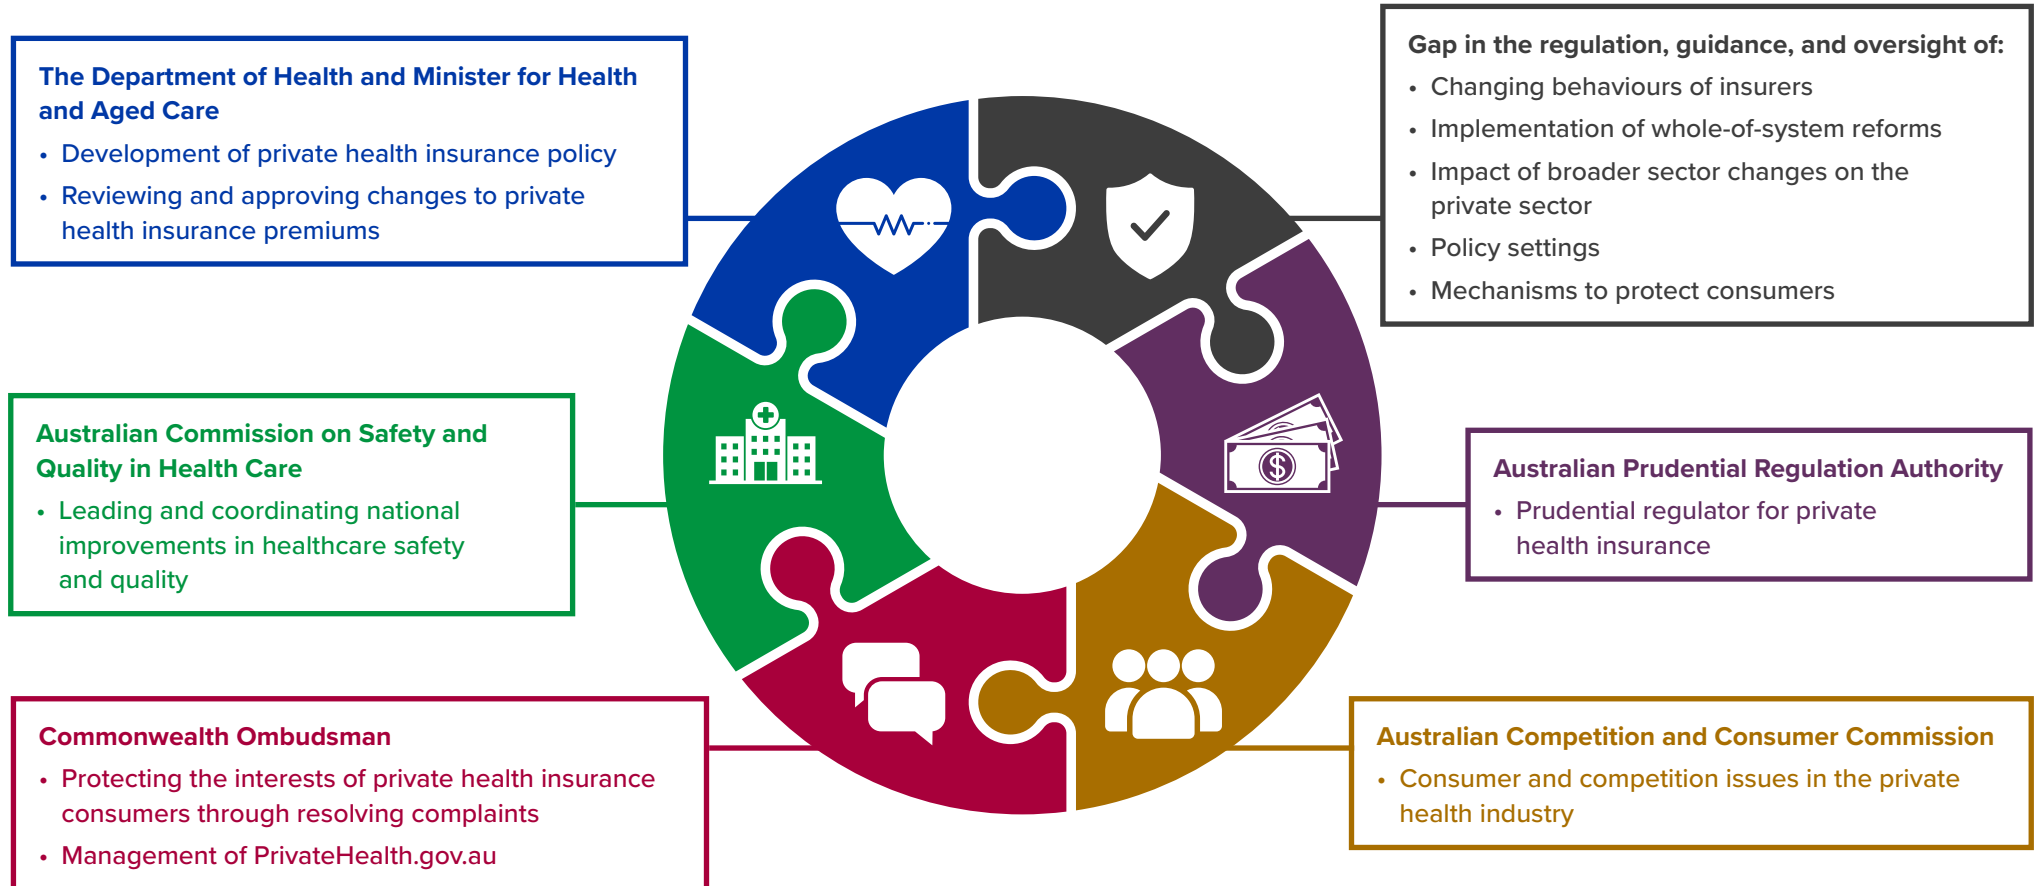 The Department of Health and Minister for Health
and Aged Care
• Development of private health insurance policy
• Reviewing and approving changes to private
health insurance premiums
Gap in the regulation, guidance, and oversight of:
• Changing behaviours of insurers
• Implementation of whole-of-system reforms
• Impact of broader sector changes on the
private sector
• Policy settings
• Mechanisms to protect consumers
Australian Commission on Safety and
Quality in Health Care
• Leading and coordinating national
improvements in healthcare safety
and quality
$
Australian Prudential Regulation Authority
• Prudential regulator for private
health insurance
Commonwealth Ombudsman
• Protecting the interests of private health insurance
consumers through resolving complaints
• Management of PrivateHealth.gov.au
Australian Competition and Consumer Commission
• Consumer and competition issues in the private
health industry